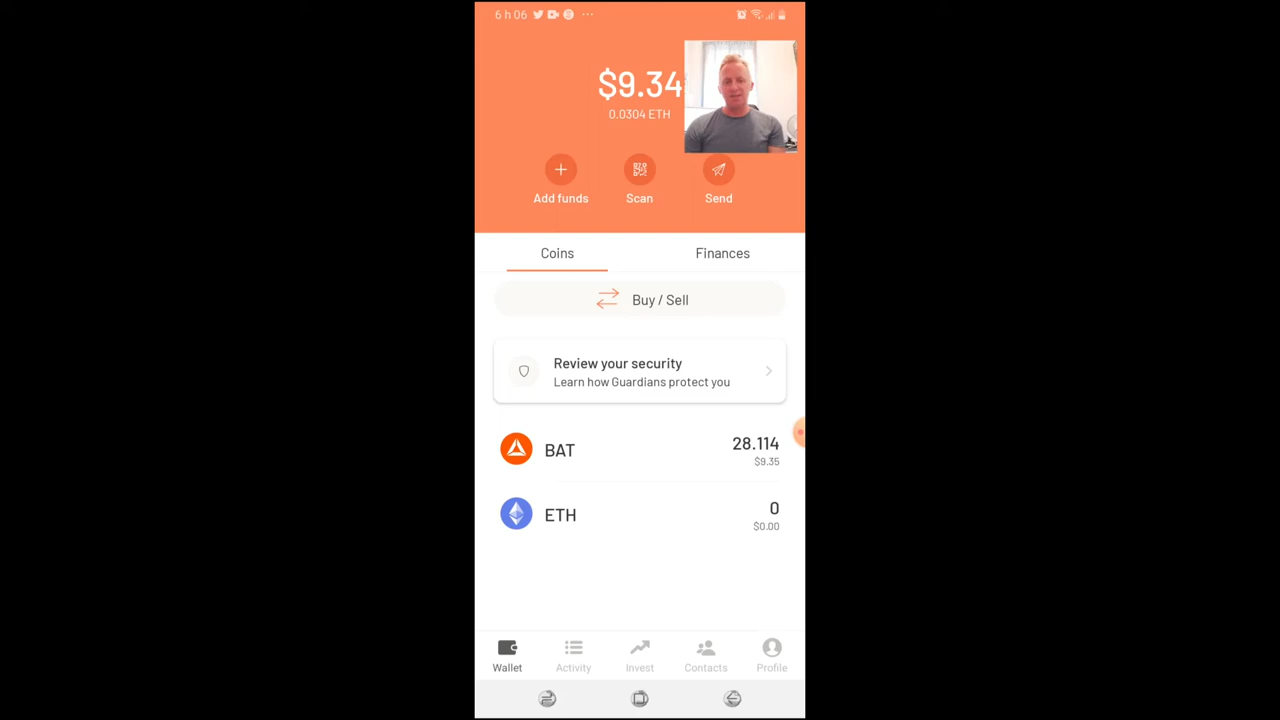 6 h 06
$9.34
0.0304 ETH
Add funds
Scan
Send
Coins
Finances
Buy / Sell
Review your security
Learn how Guardians protect you
BAT
28.114
$9.35
ETH
0
$0.00
Wallet
Activity
Invest
Contacts
Profile